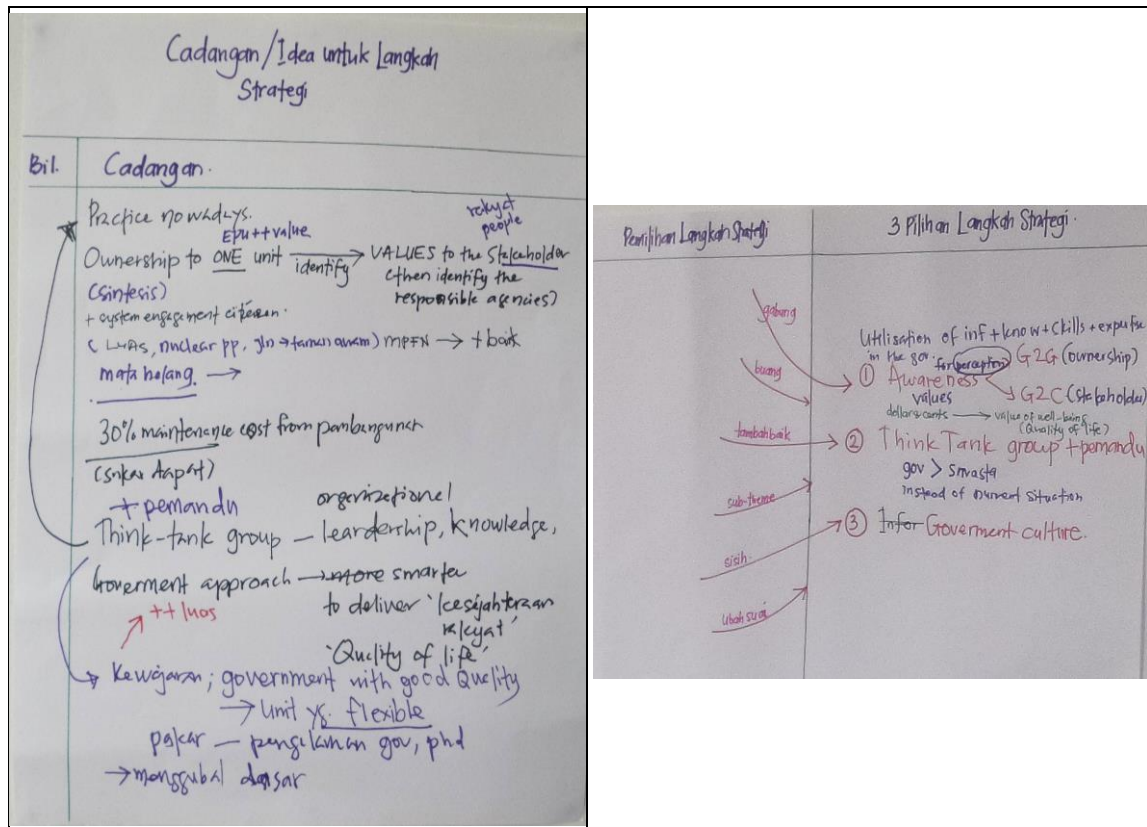 Cadangan/Idea untuk Langkah
Strategi
Bil. Cadangan.
Practice nowadays.
EPU ++ value
rakyat
people
Ownership to ONE unit → identify VALUES to the Stakeholder
(sintesis) (then identify the
responsible agencies)
+ system engagement
(LUAS, nuclear pp, jln → taman awam) MPFN → + baik
mata helang →
30% maintenance cost from pembangunan
(sukar dapat)
+ pemandu organizational
Think-tank group – leardership, knowledge,
Goverment approach → more smarter
++ luas to deliver 'kesejahteraan
rakyat'
'Quality of life'
Kewajaran; government with good Quality
→ Unit yg. flexible
pakar – pengalaman gov, phd
→ menggubal dasar
Pemilihan Langkah Strategi
3 Pilihan Langkah Strategi.
gabung
buang
tambahbaik
sub-theme
sisih
Ubah suai
Utilisation of inf + know + skills + expertise
in the gov. for perception G2G (ownership)
① Awareness → G2C (stakeholder)
values
dollars cents → value of well-being
(Quality of life)
② Think Tank group + pemandu
gov > swasta
instead of current situation
③ Infor Goverment culture.